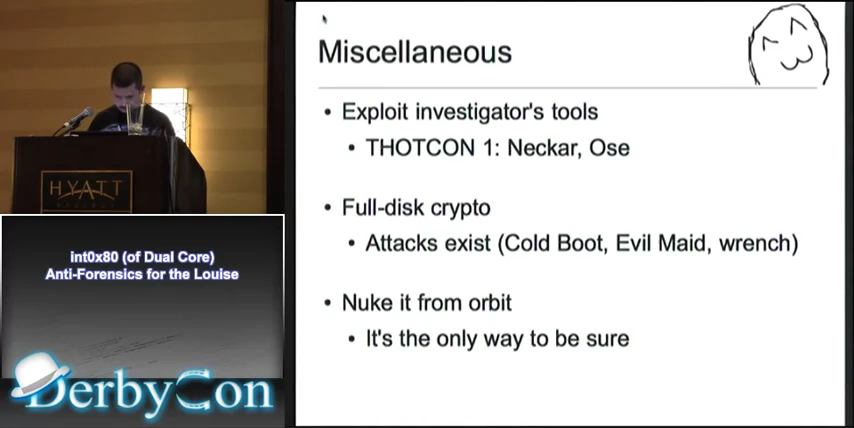 Miscellaneous
• Exploit investigator's tools
• THOTCON 1: Neckar, Ose
• Full-disk crypto
• Attacks exist (Cold Boot, Evil Maid, wrench)
• Nuke it from orbit
• It's the only way to be sure
HYATT
int0x80 (of Dual Core)
Anti-Forensics for the Louise
DerbyCon